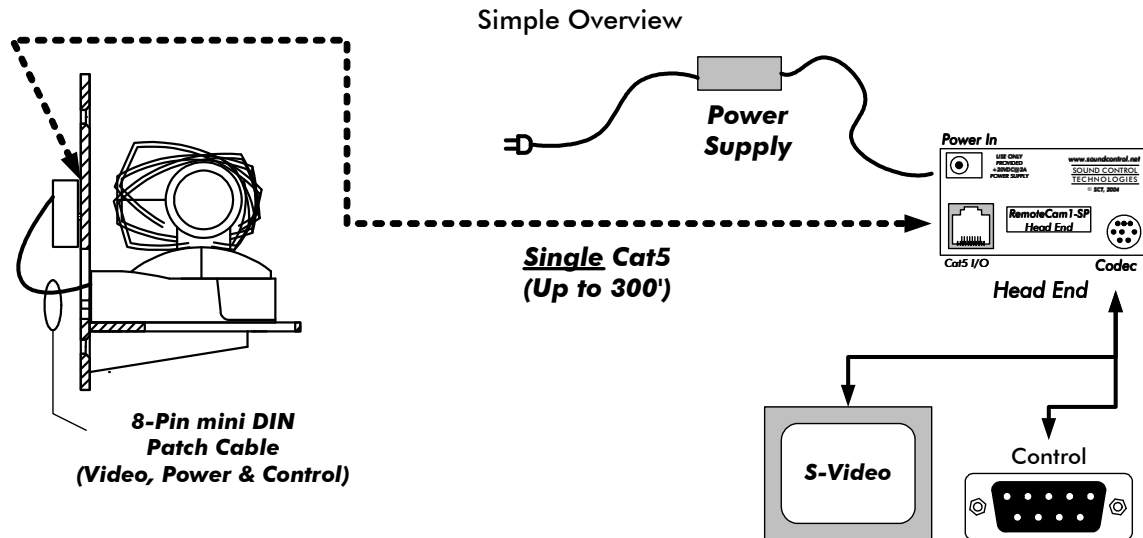 Simple Overview
Power
Supply
Power In
USE ONLY
PROVIDED
+20VDC@2A
POWER SUPPLY
www.soundcontrol.net
SOUND CONTROL
TECHNOLOGIES
© SCT, 2004
RemoteCam1-SP
Head End
Cat5 I/O
Codec
Head End
Single Cat5
(Up to 300')
8-Pin mini DIN
Patch Cable
(Video, Power & Control)
S-Video
Control